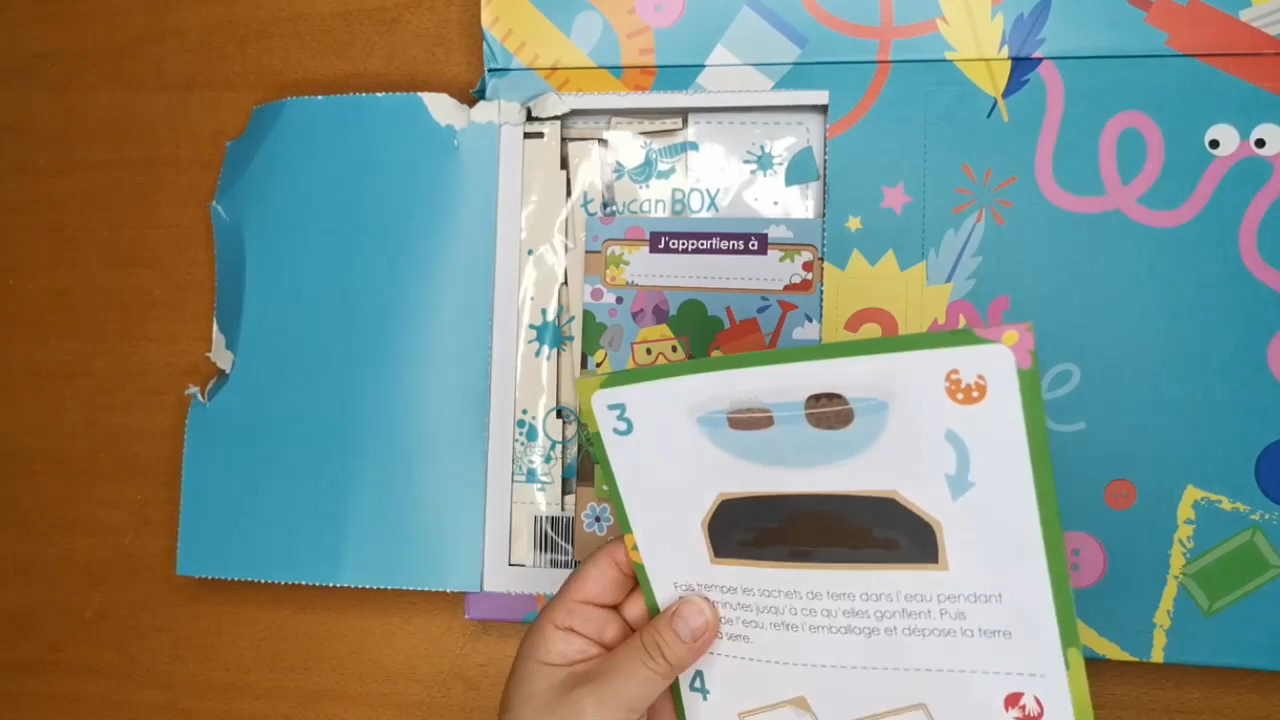 toucanBOX
J'appartiens à
3
Fais tremper les sachets de terre dans l'eau pendant
minutes jusqu'à ce qu'elles gonflent. Puis
de l'eau, retire l'emballage et dépose la terre
serre.
4